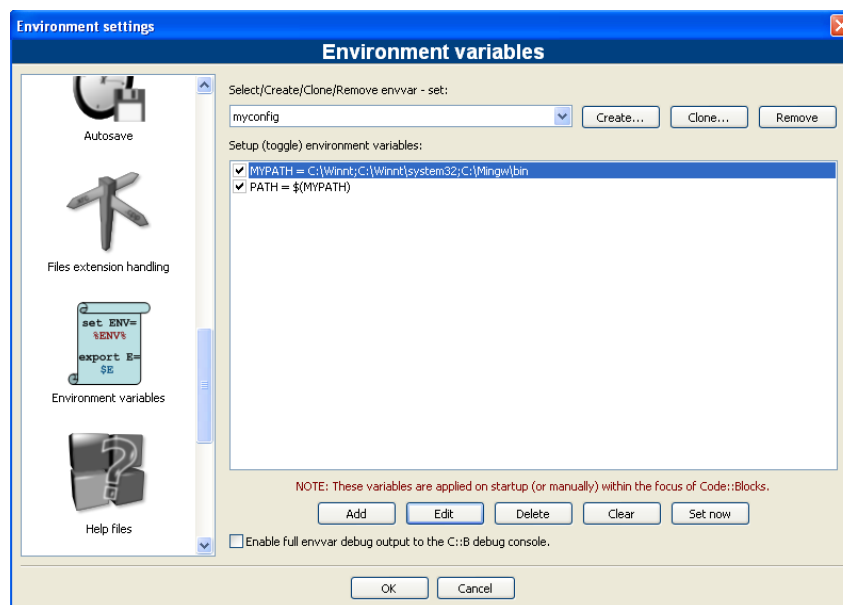 Environment settings
Environment variables
Autosave
Files extension handling
set ENV=
%ENV%
export E=
$E
Environment variables
Help files
Select/Create/Clone/Remove envvar - set:
myconfig
Create...
Clone...
Remove
Setup (toggle) environment variables:
MYPATH = C:\Winnt;C:\Winnt\system32;C:\Mingw\bin
PATH = $(MYPATH)
NOTE: These variables are applied on startup (or manually) within the focus of Code::Blocks.
Add
Edit
Delete
Clear
Set now
Enable full envvar debug output to the C::B debug console.
OK
Cancel